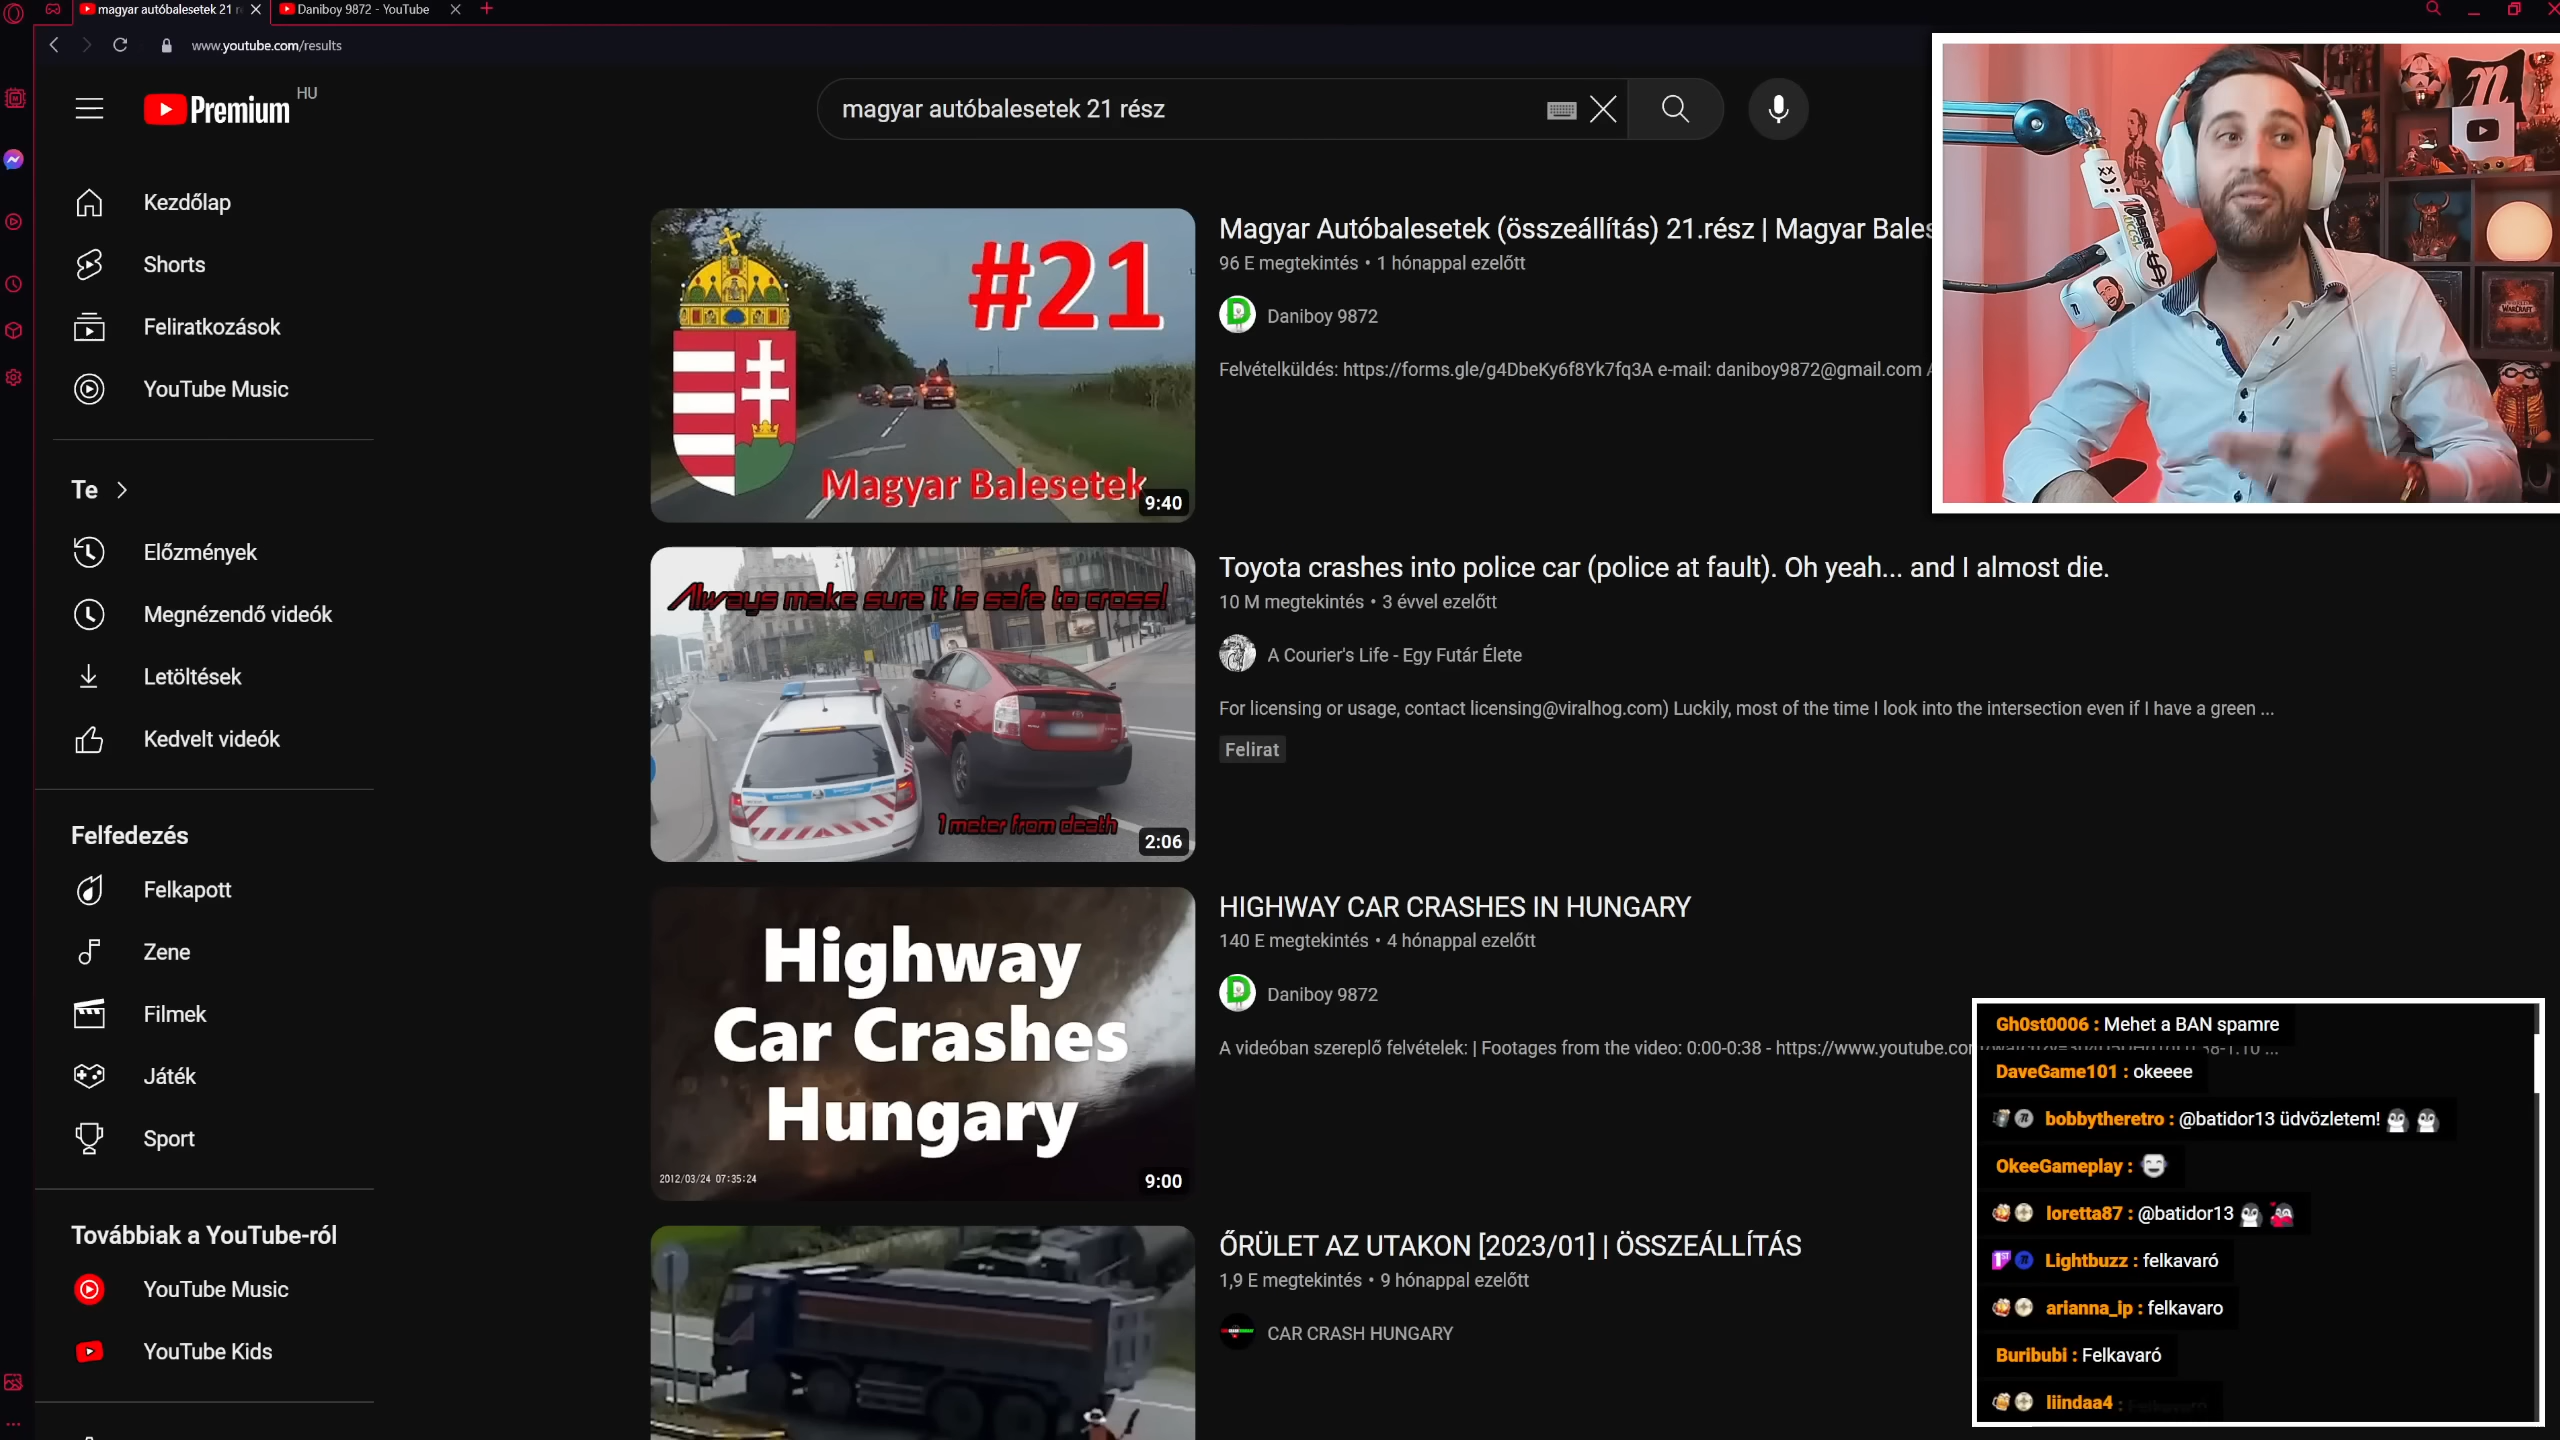 magyar autóbalesetek 21 r
Daniboy 9872 - YouTube
www.youtube.com/results
Premium HU
magyar autóbalesetek 21 rész
Kezdőlap
Shorts
Feliratkozások
YouTube Music
Te
Előzmények
Megnézendő videók
Letöltések
Kedvelt videók
Felfedezés
Felkapott
Zene
Filmek
Játék
Sport
Továbbiak a YouTube-ról
YouTube Music
YouTube Kids
#21
Magyar Balesetek
9:40
Magyar Autóbalesetek (összeállítás) 21.rész | Magyar Bales
96 E megtekintés • 1 hónappal ezelőtt
Daniboy 9872
Felvételküldés: https://forms.gle/g4DbeKy6f8Yk7fq3A e-mail: daniboy9872@gmail.com
Always make sure it is safe to cross!
1 meter from death
2:06
Toyota crashes into police car (police at fault). Oh yeah... and I almost die.
10 M megtekintés • 3 évvel ezelőtt
A Courier's Life - Egy Futár Élete
For licensing or usage, contact licensing@viralhog.com) Luckily, most of the time I look into the intersection even if I have a green ...
Felirat
Highway
Car Crashes
Hungary
2012/03/24 07:35:24
9:00
HIGHWAY CAR CRASHES IN HUNGARY
140 E megtekintés • 4 hónappal ezelőtt
Daniboy 9872
A videóban szereplő felvételek: | Footages from the video: 0:00-0:38 - https://www.youtube.co
ŐRÜLET AZ UTAKON [2023/01] | ÖSSZEÁLLÍTÁS
1,9 E megtekintés • 9 hónappal ezelőtt
CAR CRASH HUNGARY
Gh0st0006 : Mehet a BAN spamre
DaveGame101 : okeeee
bobbytheretro : @batidor13 üdvözletem!
OkeeGameplay :
loretta87 : @batidor13
Lightbuzz : felkavaró
arianna_ip : felkavaro
Buribubi : Felkavaró
liindaa4 :